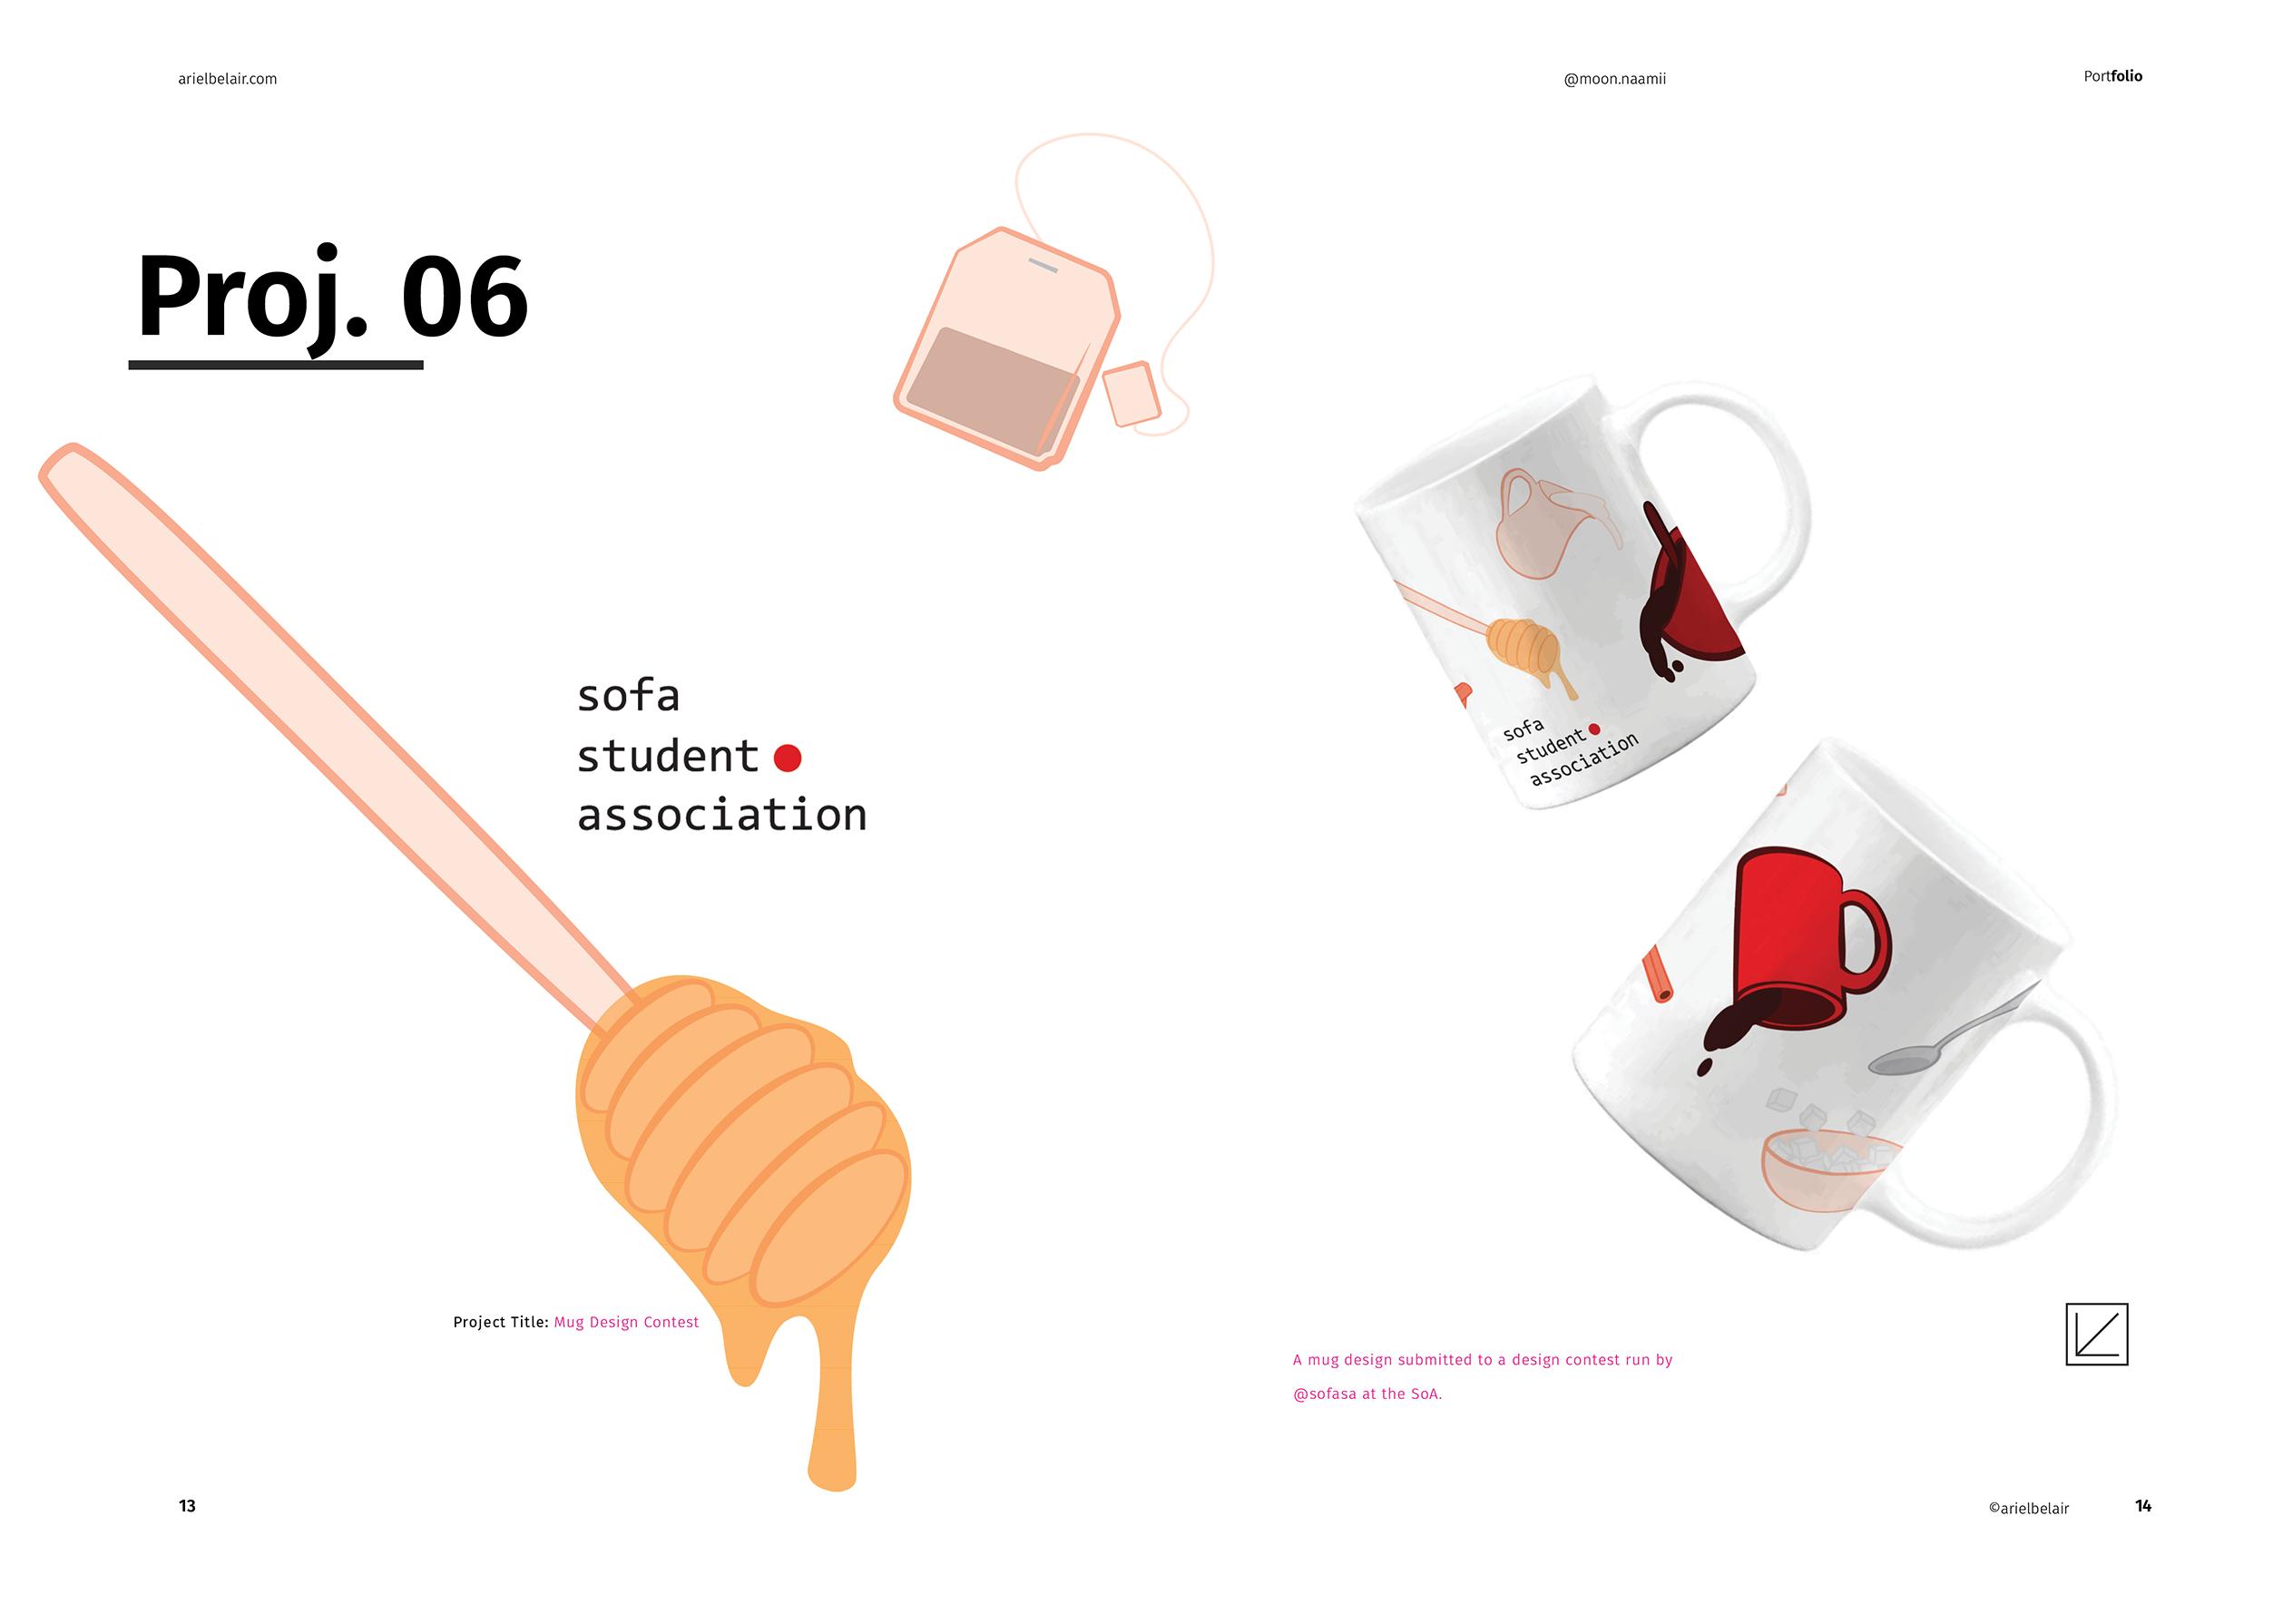 arielbelair.com
@moon.naamii
Portfolio
Proj. 06
sofa
student
association
Project Title: Mug Design Contest
sofa
student
association
A mug design submitted to a design contest run by
@sofasa at the SoA.
13
©arielbelair
14